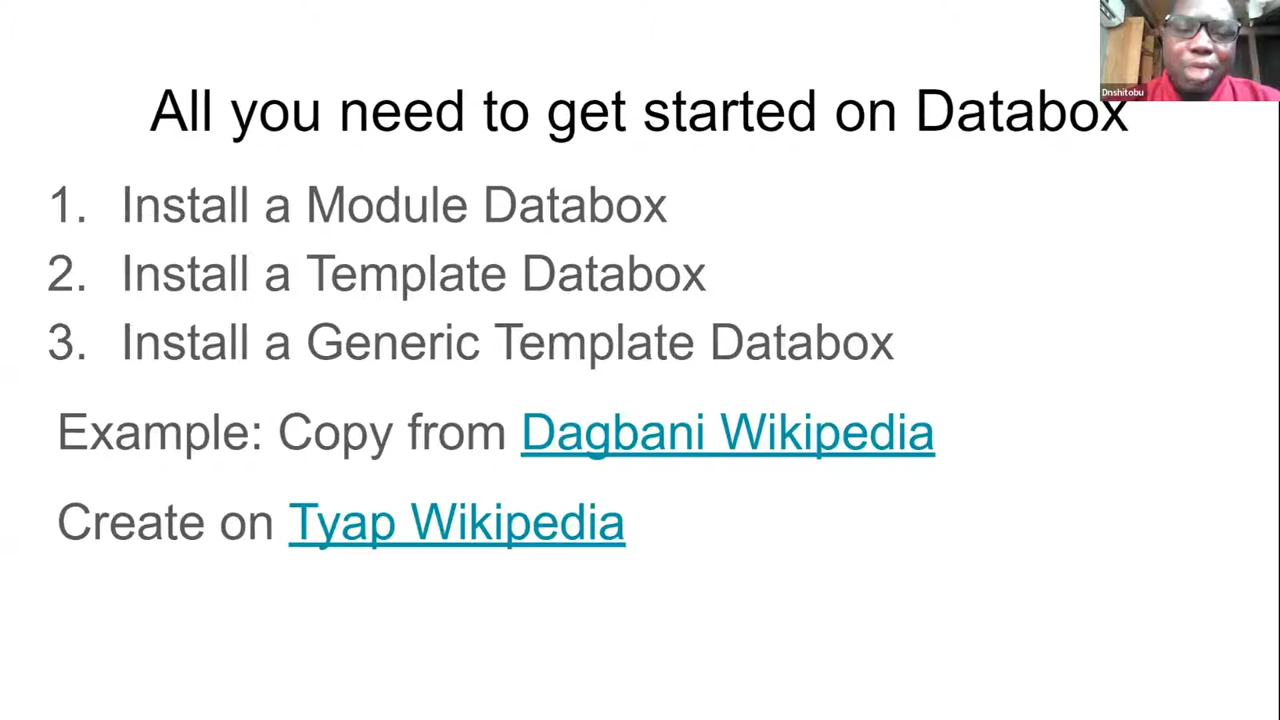 All you need to get started on Databox
Dnshitobu
1. Install a Module Databox
2. Install a Template Databox
3. Install a Generic Template Databox
Example: Copy from Dagbani Wikipedia
Create on Tyap Wikipedia